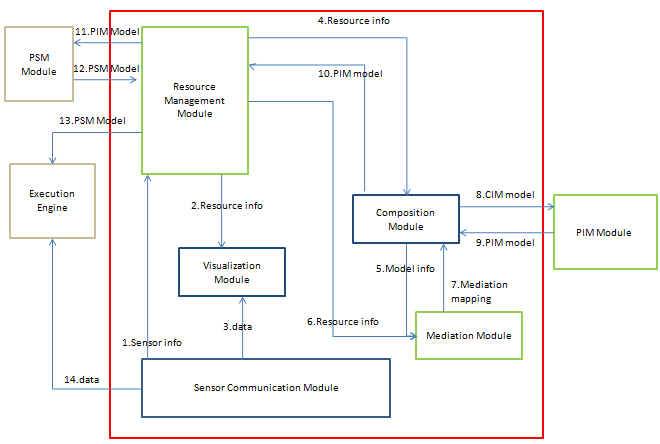 4.Resource info
11.PIM Model
PSM
Module
12.PSM Model
Resource
Management
Module
10.PIM model
13.PSM Model
Execution
Engine
2.Resource info
8.CIM model
Composition
Module
9.PIM model
PIM Module
Visualization
Module
5.Model info
7.Mediation
mapping
3.data
6.Resource info
Mediation Module
1.Sensor info
14.data
Sensor Communication Module